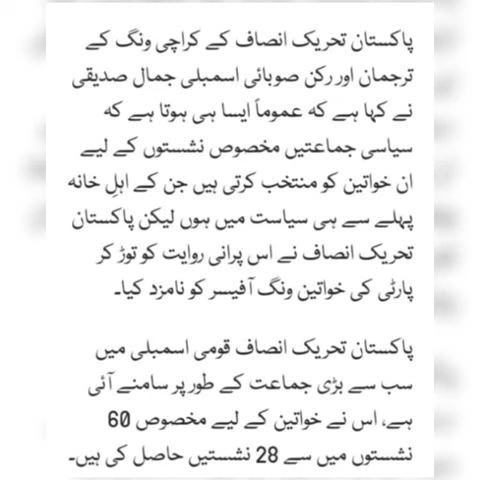 پاکستان تحریک انصاف کے کراچی ونگ کے
ترجمان اور رکن صوبائی اسمبلی جمال صدیقی
نے کہا ہے کہ عموماً ایسا ہی ہوتا ہے کہ
سیاسی جماعتیں مخصوص نشستوں کے لیے
ان خواتین کو منتخب کرتی ہیں جن کے اہلِ خانہ
پہلے سے ہی سیاست میں ہوں لیکن پاکستان
تحریک انصاف نے اس پرانی روایت کو توڑ کر
پارٹی کی خواتین ونگ آفیسر کو نامزد کیا۔
پاکستان تحریک انصاف قومی اسمبلی میں
سب سے بڑی جماعت کے طور پر سامنے آئی
ہے، اس نے خواتین کے لیے مخصوص 60
نشستوں میں سے 28 نشستیں حاصل کی ہیں۔